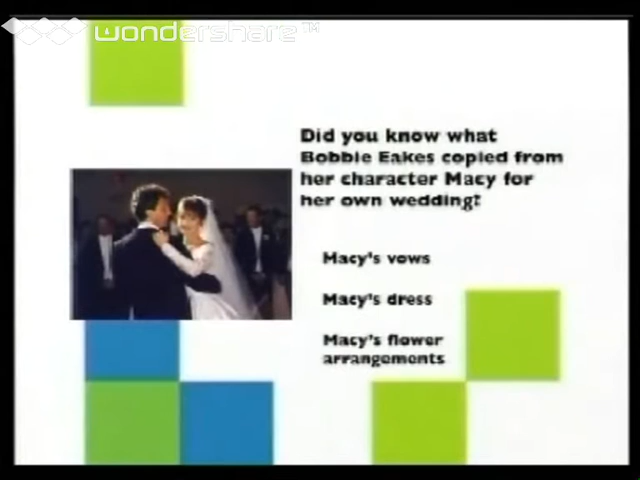 wondershare™
Did you know what
Bobbie Eakes copied from
her character Macy for
her own wedding?
Macy's vows
Macy's dress
Macy's flower
arrangements